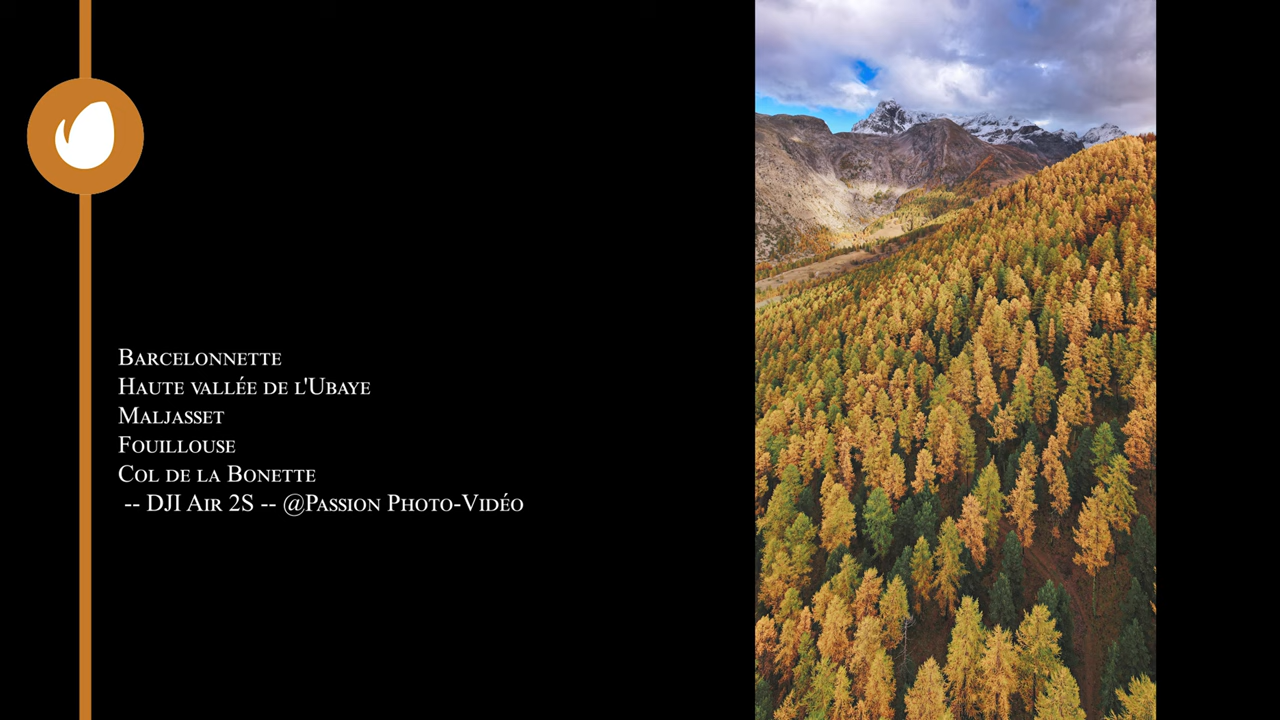 Barcelonnette
Haute vallée de l'Ubaye
Maljasset
Fouillouse
Col de la Bonette
-- DJI Air 2S -- @Passion Photo-Vidéo